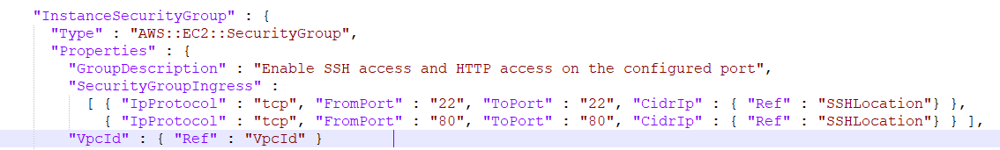 "InstanceSecurityGroup" : {
"Type" : "AWS::EC2::SecurityGroup",
"Properties" : {
"GroupDescription" : "Enable SSH access and HTTP access on the configured port",
"SecurityGroupIngress" :
[ { "IpProtocol" : "tcp", "FromPort" : "22", "ToPort" : "22", "CidrIp" : { "Ref" : "SSHLocation"} },
{ "IpProtocol" : "tcp", "FromPort" : "80", "ToPort" : "80", "CidrIp" : { "Ref" : "SSHLocation"} } ],
"VpcId" : { "Ref" : "VpcId" }